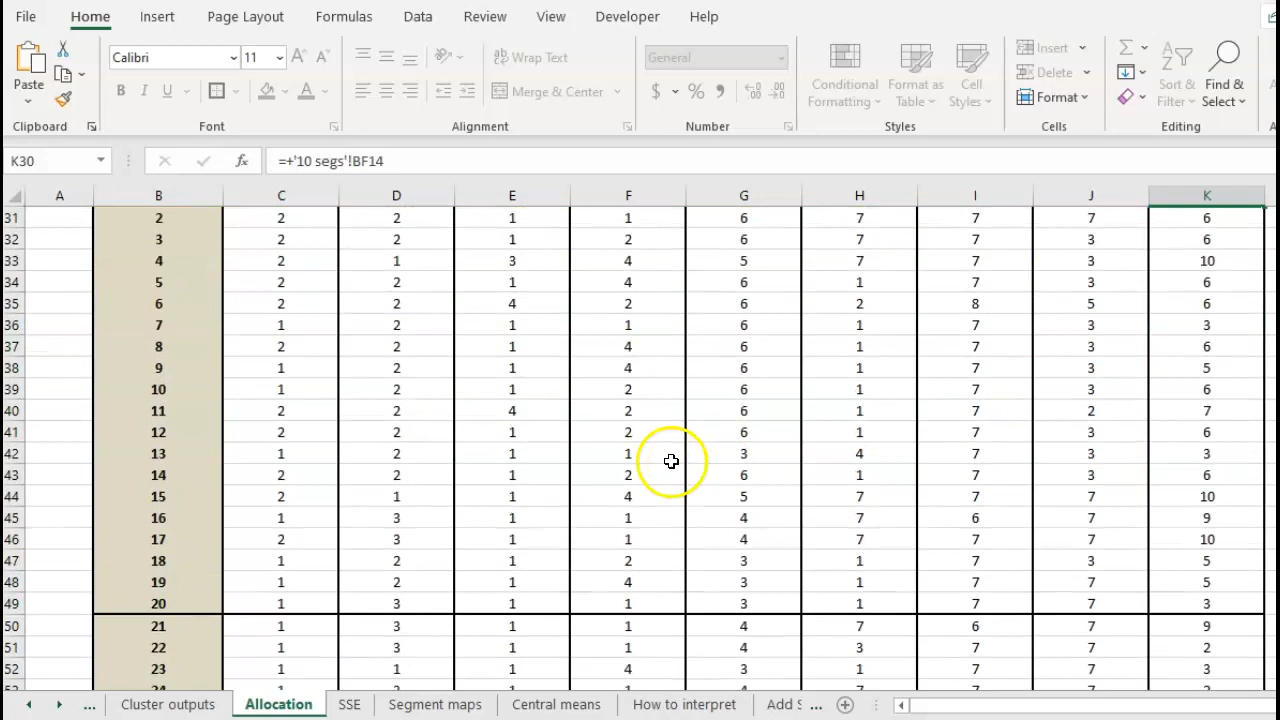 File Home Insert Page Layout Formulas Data Review View Developer Help
Calibri 11 A A Wrap Text General Insert
Paste B I U A Merge & Center $ % Conditional Formatting Format as Table Cell Styles Delete Format Sort & Filter Find & Select
Clipboard Font Alignment Number Styles Cells Editing
K30 fx =+'10 segs'!BF14
A B C D E F G H I J K
31 2 2 2 1 1 6 7 7 7 6
32 3 2 2 1 2 6 7 7 3 6
33 4 2 1 3 4 5 7 7 3 10
34 5 2 2 1 4 6 1 7 3 6
35 6 2 2 4 2 6 2 8 5 6
36 7 1 2 1 1 6 1 7 3 3
37 8 2 2 1 4 6 1 7 3 6
38 9 1 2 1 4 6 1 7 3 5
39 10 1 2 1 2 6 1 7 3 6
40 11 2 2 4 2 6 1 7 2 7
41 12 2 2 1 2 6 1 7 3 6
42 13 1 2 1 1 3 4 7 3 3
43 14 2 2 1 2 6 1 7 3 6
44 15 2 1 1 4 5 7 7 7 10
45 16 1 3 1 1 4 7 6 7 9
46 17 2 3 1 1 4 7 7 7 10
47 18 1 2 1 2 3 1 7 3 5
48 19 1 2 1 4 3 1 7 7 5
49 20 1 3 1 1 3 1 7 7 3
50 21 1 3 1 1 4 7 6 7 9
51 22 1 3 1 1 4 3 7 7 2
52 23 1 1 1 4 3 1 7 7 3
... Cluster outputs Allocation SSE Segment maps Central means How to interpret Add S ...